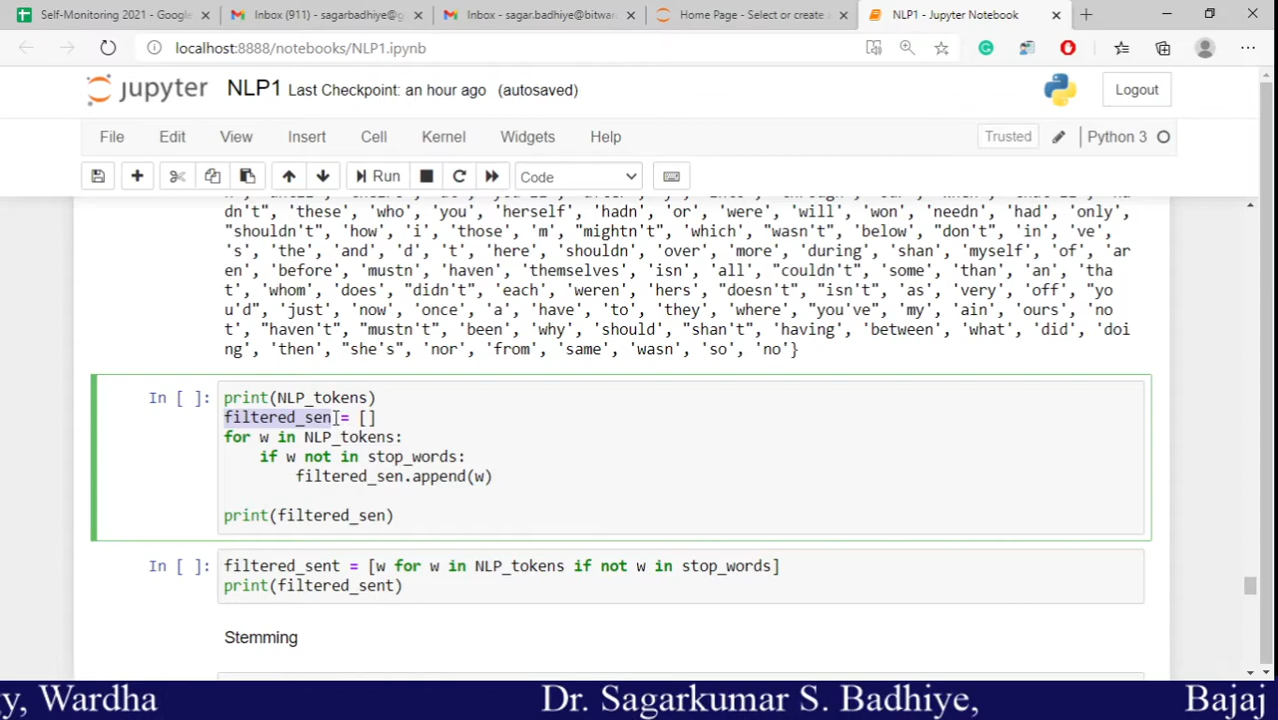 Self-Monitoring 2021 - Google
Inbox (911) - sagarbadhiye@g
Inbox - sagar.badhiye@bitwar
Home Page - Select or create a
NLP1 - Jupyter Notebook
localhost:8888/notebooks/NLP1.ipynb
jupyter NLP1 Last Checkpoint: an hour ago (autosaved)
Logout
File Edit View Insert Cell Kernel Widgets Help
Trusted
Python 3
Run
Code
dn't", 'these', 'who', 'you', 'herself', 'hadn', 'or', 'were', 'will', 'won', 'needn', 'had', 'only',
"shouldn't", 'how', 'i', 'those', 'm', "mightn't", 'which', "wasn't", 'below', "don't", 'in', 've',
's', 'the', 'and', 'd', 't', 'here', 'shouldn', 'over', 'more', 'during', 'shan', 'myself', 'of', 'ar
en', 'before', 'mustn', 'haven', 'themselves', 'isn', 'all', "couldn't", 'some', 'than', 'an', 'tha
t', 'whom', 'does', "didn't", 'each', 'weren', 'hers', "doesn't", "isn't", 'as', 'very', 'off', "yo
u'd", 'just', 'now', 'once', 'a', 'have', 'to', 'they', 'where', "you've", 'my', 'ain', 'ours', 'no
t', "haven't", "mustn't", 'been', 'why', 'should', "shan't", 'having', 'between', 'what', 'did', 'doi
ng', 'then', "she's", 'nor', 'from', 'same', 'wasn', 'so', 'no'}
In [ ]:
print(NLP_tokens)
filtered_sen = []
for w in NLP_tokens:
if w not in stop_words:
filtered_sen.append(w)
print(filtered_sen)
In [ ]:
filtered_sent = [w for w in NLP_tokens if not w in stop_words]
print(filtered_sent)
Stemming
y, Wardha
Dr. Sagarkumar S. Badhiye,
Bajaj